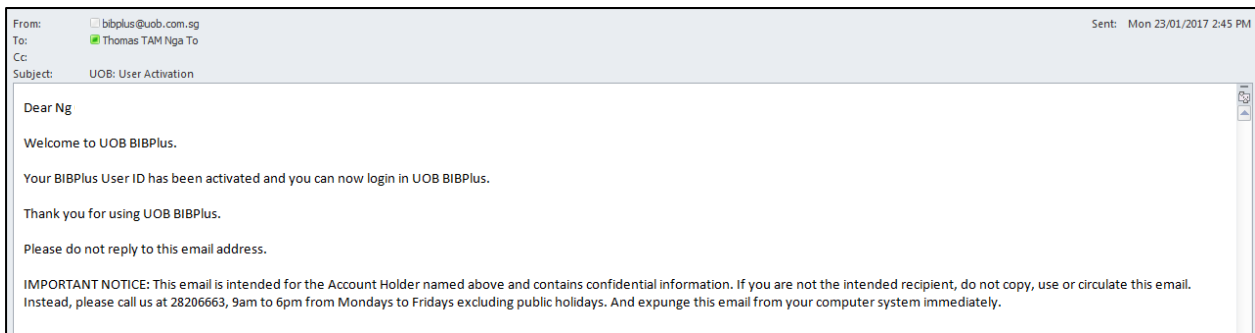 From: bibplus@uob.com.sg Sent: Mon 23/01/2017 2:45 PM
To: Thomas TAM Nga To
Cc:
Subject: UOB: User Activation
Dear Ng
Welcome to UOB BIBPlus.
Your BIBPlus User ID has been activated and you can now login in UOB BIBPlus.
Thank you for using UOB BIBPlus.
Please do not reply to this email address.
IMPORTANT NOTICE: This email is intended for the Account Holder named above and contains confidential information. If you are not the intended recipient, do not copy, use or circulate this email.
Instead, please call us at 28206663, 9am to 6pm from Mondays to Fridays excluding public holidays. And expunge this email from your computer system immediately.